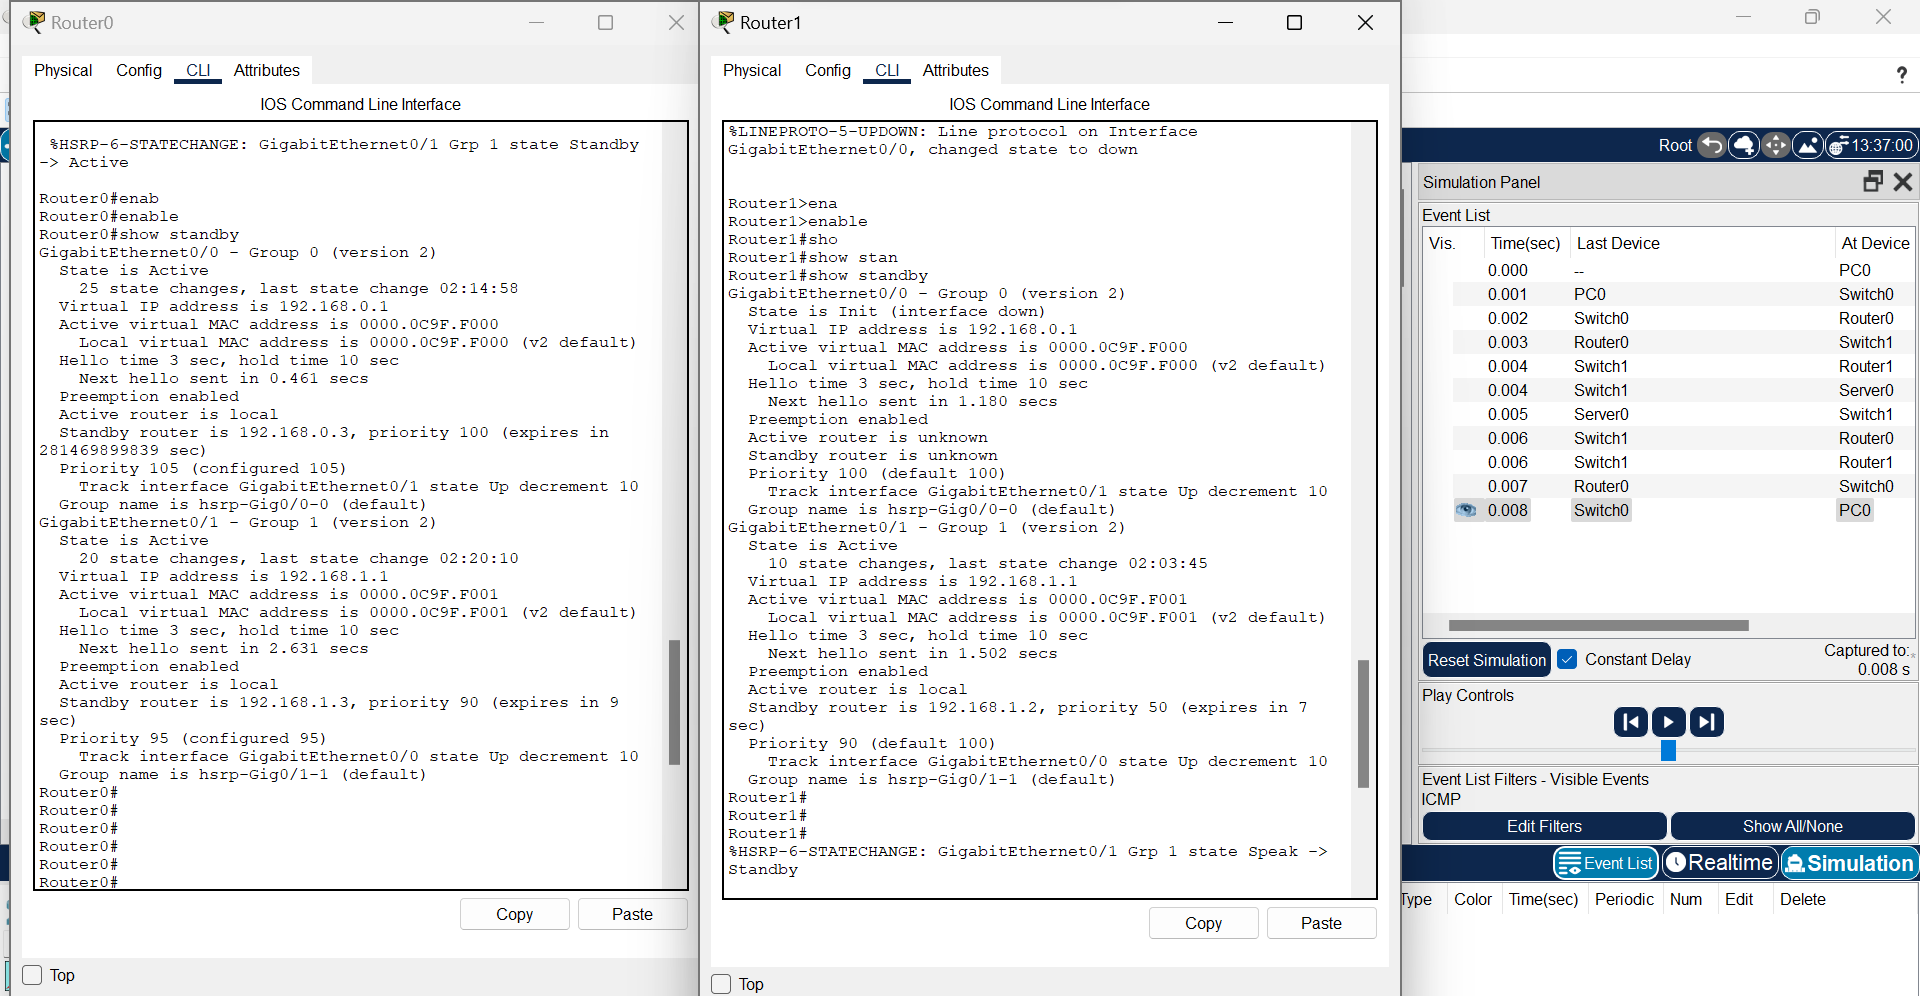 Router0
Physical Config CLI Attributes
IOS Command Line Interface
%HSRP-6-STATECHANGE: GigabitEthernet0/1 Grp 1 state Standby
-> Active
Router0#enab
Router0#enable
Router0#show standby
GigabitEthernet0/0 - Group 0 (version 2)
State is Active
25 state changes, last state change 02:14:58
Virtual IP address is 192.168.0.1
Active virtual MAC address is 0000.0C9F.F000
Local virtual MAC address is 0000.0C9F.F000 (v2 default)
Hello time 3 sec, hold time 10 sec
Next hello sent in 0.461 secs
Preemption enabled
Active router is local
Standby router is 192.168.0.3, priority 100 (expires in
281469899839 sec)
Priority 105 (configured 105)
Track interface GigabitEthernet0/1 state Up decrement 10
Group name is hsrp-Gig0/0-0 (default)
GigabitEthernet0/1 - Group 1 (version 2)
State is Active
20 state changes, last state change 02:20:10
Virtual IP address is 192.168.1.1
Active virtual MAC address is 0000.0C9F.F001
Local virtual MAC address is 0000.0C9F.F001 (v2 default)
Hello time 3 sec, hold time 10 sec
Next hello sent in 2.631 secs
Preemption enabled
Active router is local
Standby router is 192.168.1.3, priority 90 (expires in 9
sec)
Priority 95 (configured 95)
Track interface GigabitEthernet0/0 state Up decrement 10
Group name is hsrp-Gig0/1-1 (default)
Router0#
Router0#
Router0#
Router0#
Router0#
Router0#
Copy Paste
Top
Router1
Physical Config CLI Attributes
IOS Command Line Interface
%LINEPROTO-5-UPDOWN: Line protocol on Interface
GigabitEthernet0/0, changed state to down
Router1>ena
Router1>enable
Router1#sho
Router1#show stan
Router1#show standby
GigabitEthernet0/0 - Group 0 (version 2)
State is Init (interface down)
Virtual IP address is 192.168.0.1
Active virtual MAC address is 0000.0C9F.F000
Local virtual MAC address is 0000.0C9F.F000 (v2 default)
Hello time 3 sec, hold time 10 sec
Next hello sent in 1.180 secs
Preemption enabled
Active router is unknown
Standby router is unknown
Priority 100 (default 100)
Track interface GigabitEthernet0/1 state Up decrement 10
Group name is hsrp-Gig0/0-0 (default)
GigabitEthernet0/1 - Group 1 (version 2)
State is Active
10 state changes, last state change 02:03:45
Virtual IP address is 192.168.1.1
Active virtual MAC address is 0000.0C9F.F001
Local virtual MAC address is 0000.0C9F.F001 (v2 default)
Hello time 3 sec, hold time 10 sec
Next hello sent in 1.502 secs
Preemption enabled
Active router is local
Standby router is 192.168.1.2, priority 50 (expires in 7
sec)
Priority 90 (default 100)
Track interface GigabitEthernet0/0 state Up decrement 10
Group name is hsrp-Gig0/1-1 (default)
Router1#
Router1#
Router1#
%HSRP-6-STATECHANGE: GigabitEthernet0/1 Grp 1 state Speak ->
Standby
Copy Paste
Top
?
Root 13:37:00
Simulation Panel
Event List
Vis. Time(sec) Last Device At Device
0.000 -- PC0
0.001 PC0 Switch0
0.002 Switch0 Router0
0.003 Router0 Switch1
0.004 Switch1 Router1
0.004 Switch1 Server0
0.005 Server0 Switch1
0.006 Switch1 Router0
0.006 Switch1 Router1
0.007 Router0 Switch0
0.008 Switch0 PC0
Reset Simulation Constant Delay Captured to:
0.008 s
Play Controls
Event List Filters - Visible Events
ICMP
Edit Filters Show All/None
Event List Realtime Simulation
Type Color Time(sec) Periodic Num Edit Delete